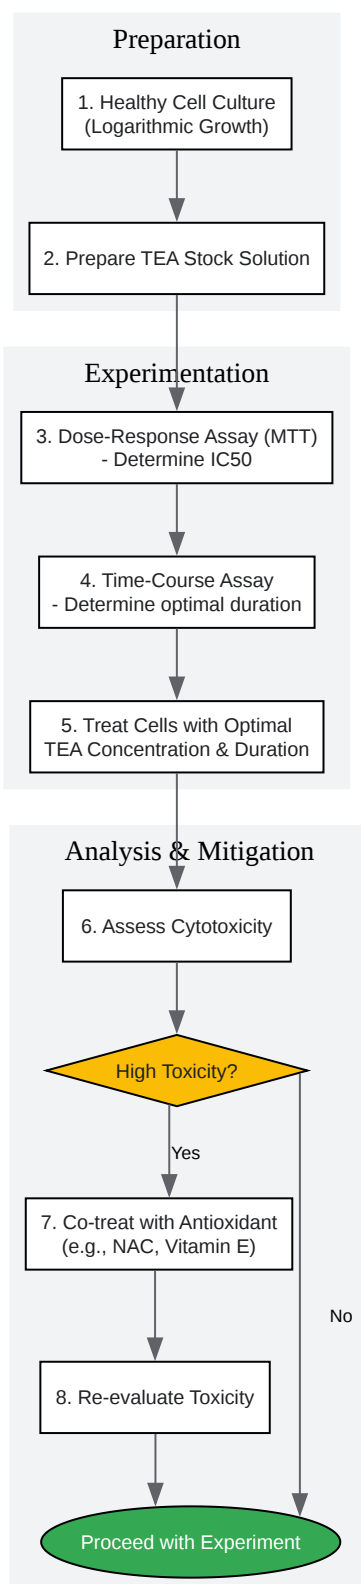 Preparation
1. Healthy Cell Culture
(Logarithmic Growth)
2. Prepare TEA Stock Solution
Experimentation
3. Dose-Response Assay (MTT)
- Determine IC50
4. Time-Course Assay
- Determine optimal duration
5. Treat Cells with Optimal
TEA Concentration & Duration
Analysis & Mitigation
6. Assess Cytotoxicity
High Toxicity?
Yes
7. Co-treat with Antioxidant
(e.g., NAC, Vitamin E)
No
8. Re-evaluate Toxicity
Proceed with Experiment